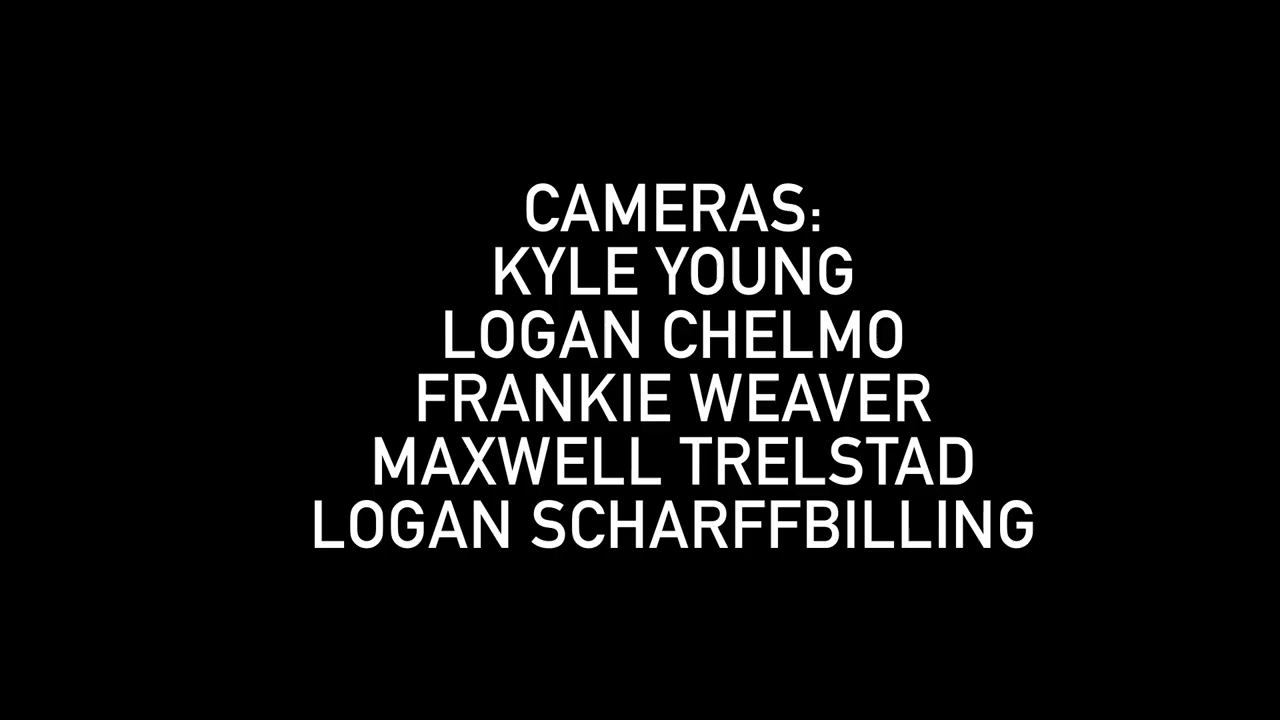 CAMERAS:
KYLE YOUNG
LOGAN CHELMO
FRANKIE WEAVER
MAXWELL TRELSTAD
LOGAN SCHARFFBILLING